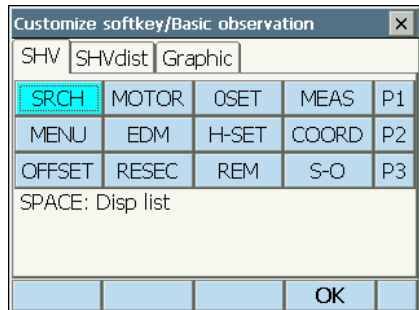 Customize softkey/Basic observation
SHV SHVdist Graphic
SRCH MOTOR 0SET MEAS P1
MENU EDM H-SET COORD P2
OFFSET RESEC REM S-O P3
SPACE: Disp list
OK